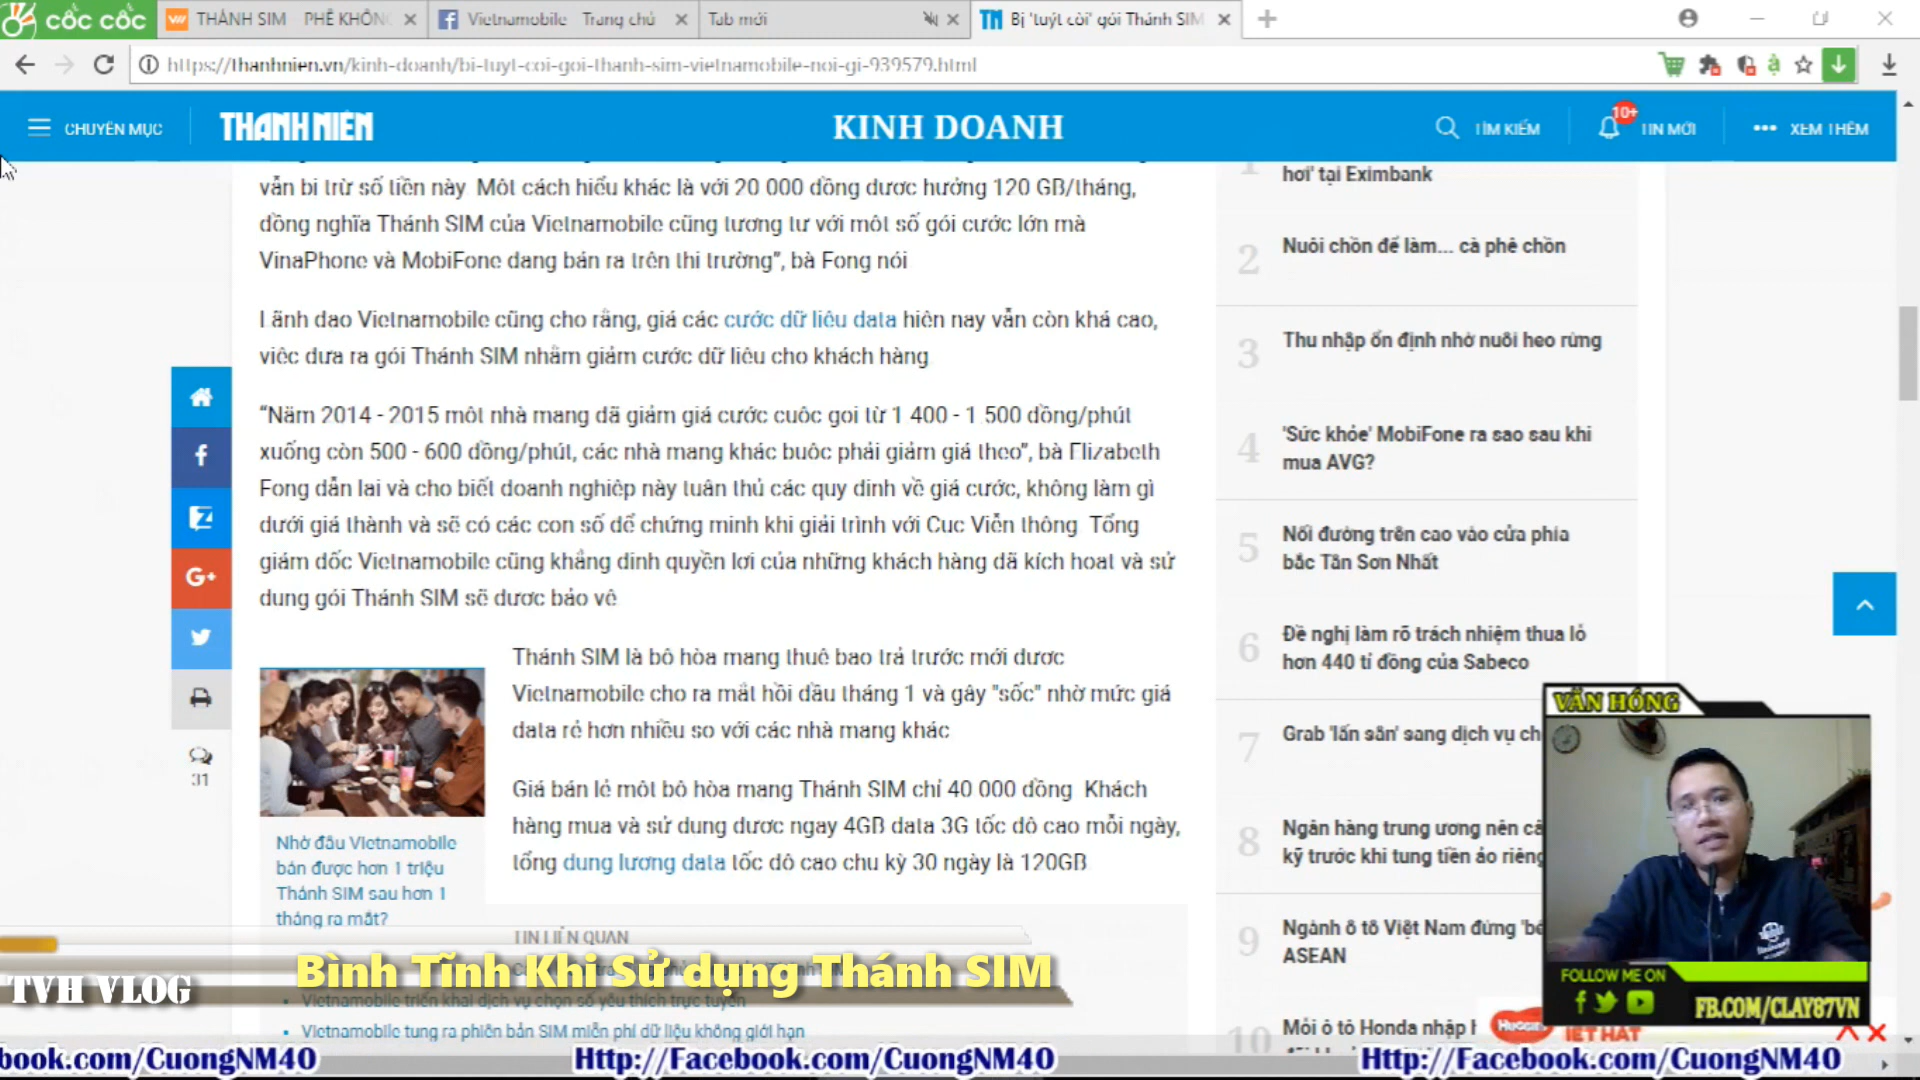 cốc cốc
THÁNH SIM PHÊ KHÔN
Vietnamobile Trang chủ
Tab mới
Bị 'tuýt còi' gói Thánh SIM
https://thanhnien.vn/kinh-doanh/bi-tuyt-coi-goi-thanh-sim-vietnamobile-noi-gi-939579.html
CHUYÊN MỤC
THANH NIÊN
KINH DOANH
TÌM KIẾM
10+
TIN MỚI
XEM THÊM
vẫn bị trừ số tiền này. Một cách hiểu khác là với 20.000 đồng được hưởng 120 GB/tháng,
đồng nghĩa Thánh SIM của Vietnamobile cũng tương tự với một số gói cước lớn mà
VinaPhone và MobiFone đang bán ra trên thị trường", bà Fong nói
Lãnh đạo Vietnamobile cũng cho rằng, giá các cước dữ liệu data hiện nay vẫn còn khá cao,
việc đưa ra gói Thánh SIM nhằm giảm cước dữ liệu cho khách hàng
“Năm 2014 - 2015 một nhà mạng đã giảm giá cước cuộc gọi từ 1.400 - 1.500 đồng/phút
xuống còn 500 - 600 đồng/phút, các nhà mạng khác buộc phải giảm giá theo”, bà Elizabeth
Fong dẫn lại và cho biết doanh nghiệp này tuân thủ các quy định về giá cước, không làm gì
dưới giá thành và sẽ có các con số để chứng minh khi giải trình với Cục Viễn thông. Tổng
giám đốc Vietnamobile cũng khẳng định quyền lợi của những khách hàng đã kích hoạt và sử
dụng gói Thánh SIM sẽ được bảo vệ
Thánh SIM là bộ hòa mạng thuê bao trả trước mới được
Vietnamobile cho ra mắt hồi đầu tháng 1 và gây "sốc" nhờ mức giá
data rẻ hơn nhiều so với các nhà mạng khác
Giá bán lẻ một bộ hòa mạng Thánh SIM chỉ 40.000 đồng. Khách
hàng mua và sử dụng được ngay 4GB data 3G tốc độ cao mỗi ngày,
tổng dung lượng data tốc độ cao chu kỳ 30 ngày là 120GB
31
Nhờ đâu Vietnamobile
bán được hơn 1 triệu
Thánh SIM sau hơn 1
tháng ra mắt?
TIN LIÊN QUAN
Vietnamobile triển khai dịch vụ chọn số yêu thích trực tuyến
Vietnamobile tung ra phiên bản SIM miễn phí dữ liệu không giới hạn
1
hơi' tại Eximbank
2
Nuôi chồn để làm... cà phê chồn
3
Thu nhập ổn định nhờ nuôi heo rừng
4
'Sức khỏe' MobiFone ra sao sau khi
mua AVG?
5
Nối đường trên cao vào cửa phía
bắc Tân Sơn Nhất
6
Đề nghị làm rõ trách nhiệm thua lỗ
hơn 440 tỉ đồng của Sabeco
7
Grab 'lấn sân' sang dịch vụ ch
8
Ngân hàng trung ương nên câ
kỹ trước khi tung tiền ảo riêng
9
Ngành ô tô Việt Nam đứng 'bé
ASEAN
10
Mỗi ô tô Honda nhập
HUGGIES
VĂN HỒNG
FOLLOW ME ON
FB.COM/CLAY87VN
TVH VLOG
Bình Tĩnh Khi Sử dụng Thánh SIM
book.com/CuongNM40
Http://Facebook.com/CuongNM40
Http://Facebook.com/CuongNM40